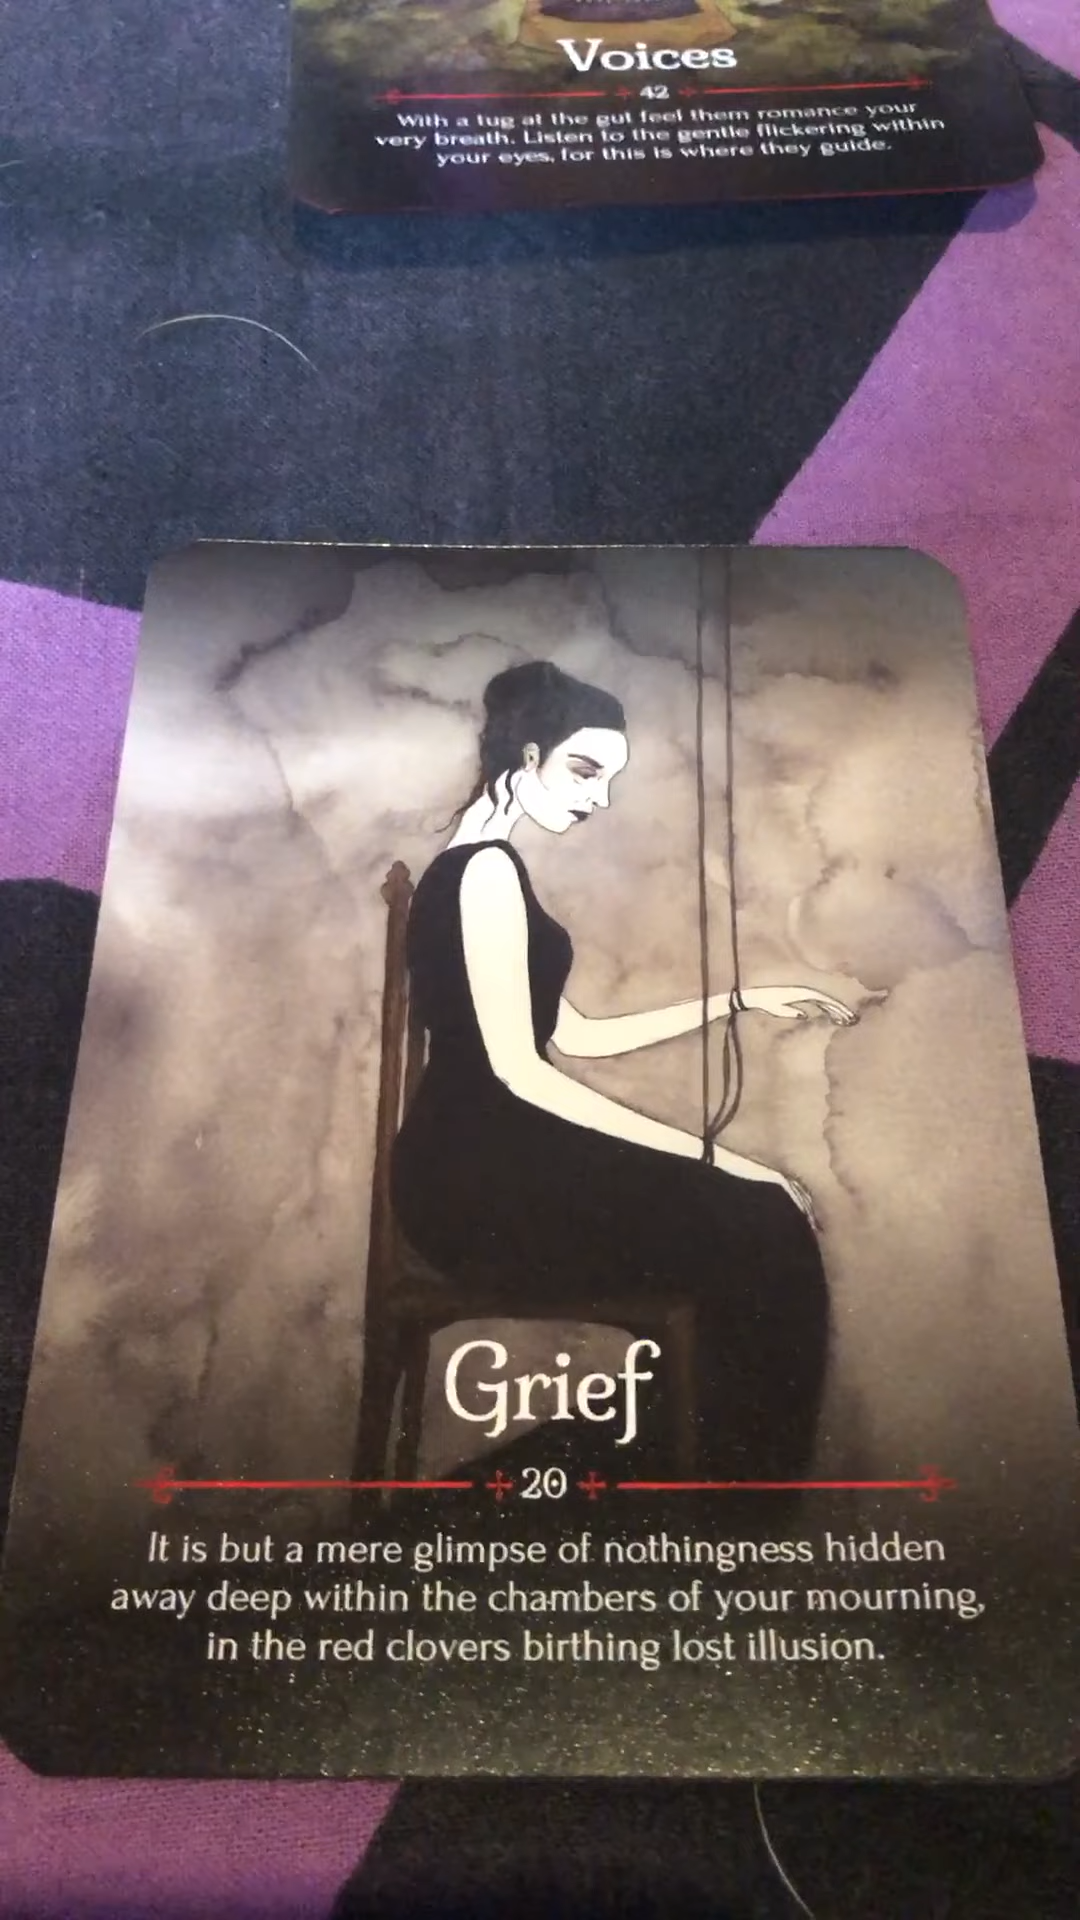 Voices
42
With a tug at the gut feel them romance your
very breath. Listen to the gentle flickering within
your eyes, for this is where they guide.
Grief
20
It is but a mere glimpse of nothingness hidden
away deep within the chambers of your mourning,
in the red clovers birthing lost illusion.